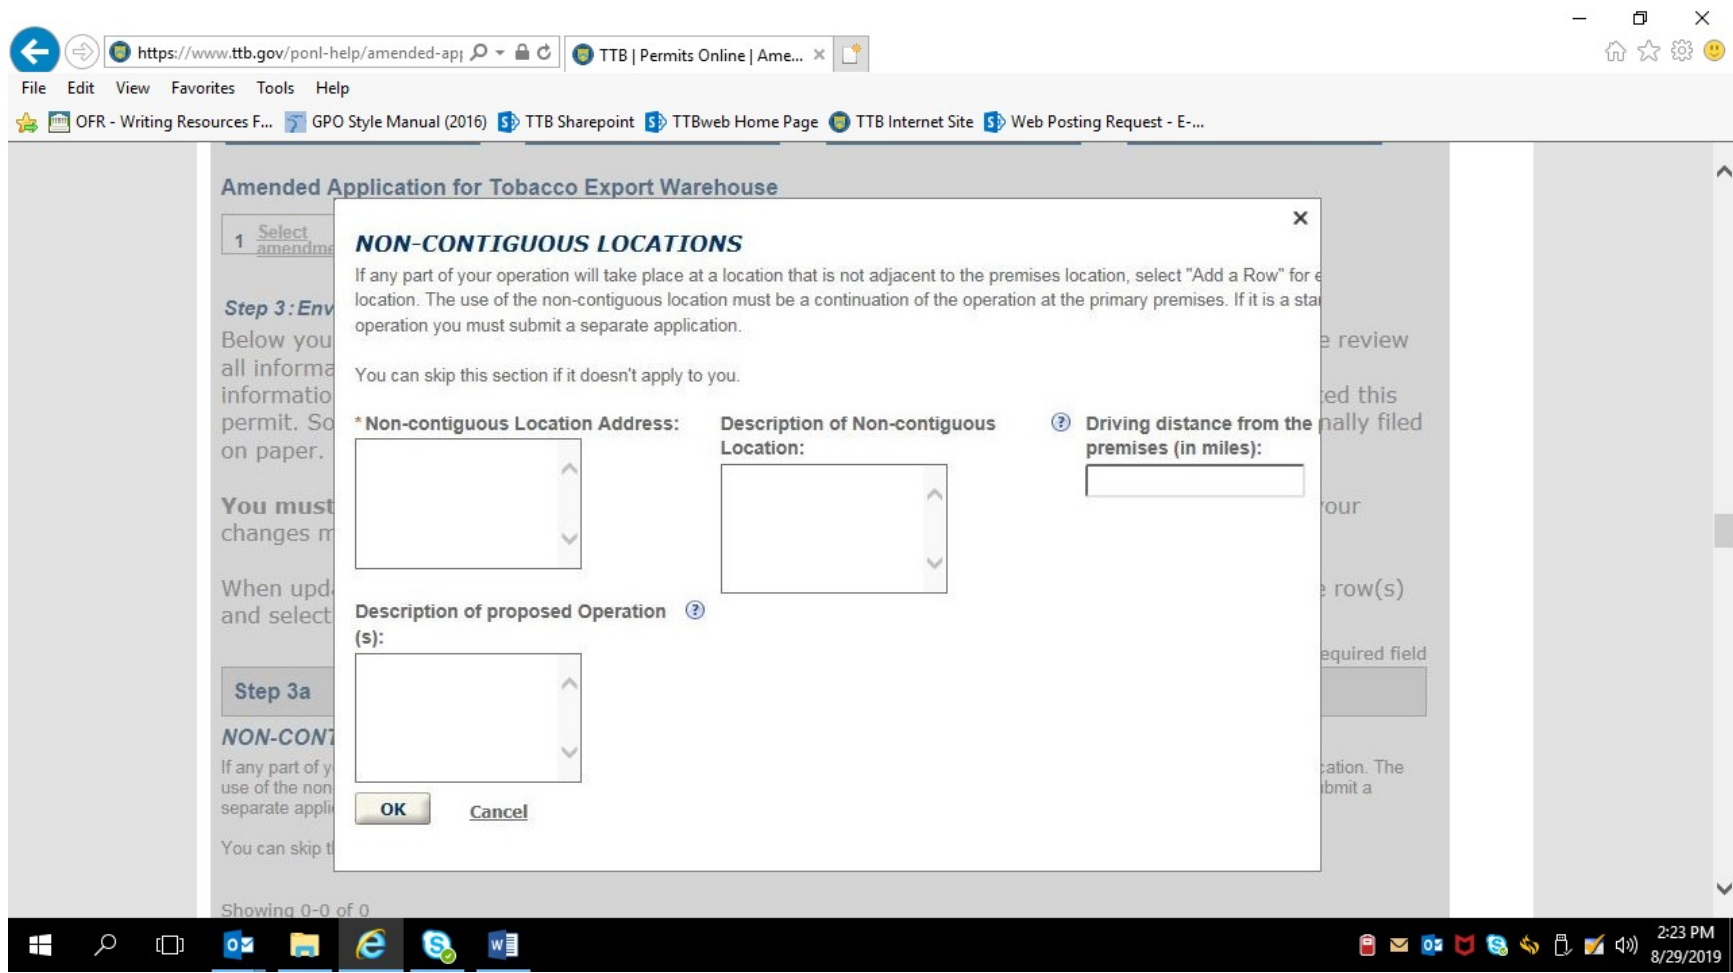 https://www.ttb.gov/ponl-help/amended-ap
TTB | Permits Online | Ame...
File Edit View Favorites Tools Help
OFR - Writing Resources F... GPO Style Manual (2016) TTB Sharepoint TTBweb Home Page TTB Internet Site Web Posting Request - E-...
Amended Application for Tobacco Export Warehouse
1 Select
amendme
NON-CONTIGUOUS LOCATIONS
If any part of your operation will take place at a location that is not adjacent to the premises location, select "Add a Row" for e
location. The use of the non-contiguous location must be a continuation of the operation at the primary premises. If it is a sta
operation you must submit a separate application.
You can skip this section if it doesn't apply to you.
*Non-contiguous Location Address:
Description of Non-contiguous
Location:
? Driving distance from the
premises (in miles):
Description of proposed Operation ?
(s):
OK Cancel
Step 3:Env
Below you
e review
all informa
informatio
ted this
permit. So
nally filed
on paper.
You must
our
changes m
When upd
e row(s)
and select
equired field
Step 3a
NON-CONT
If any part of y
cation. The
use of the non
bmit a
separate appli
You can skip t
Showing 0-0 of 0
2:23 PM
8/29/2019